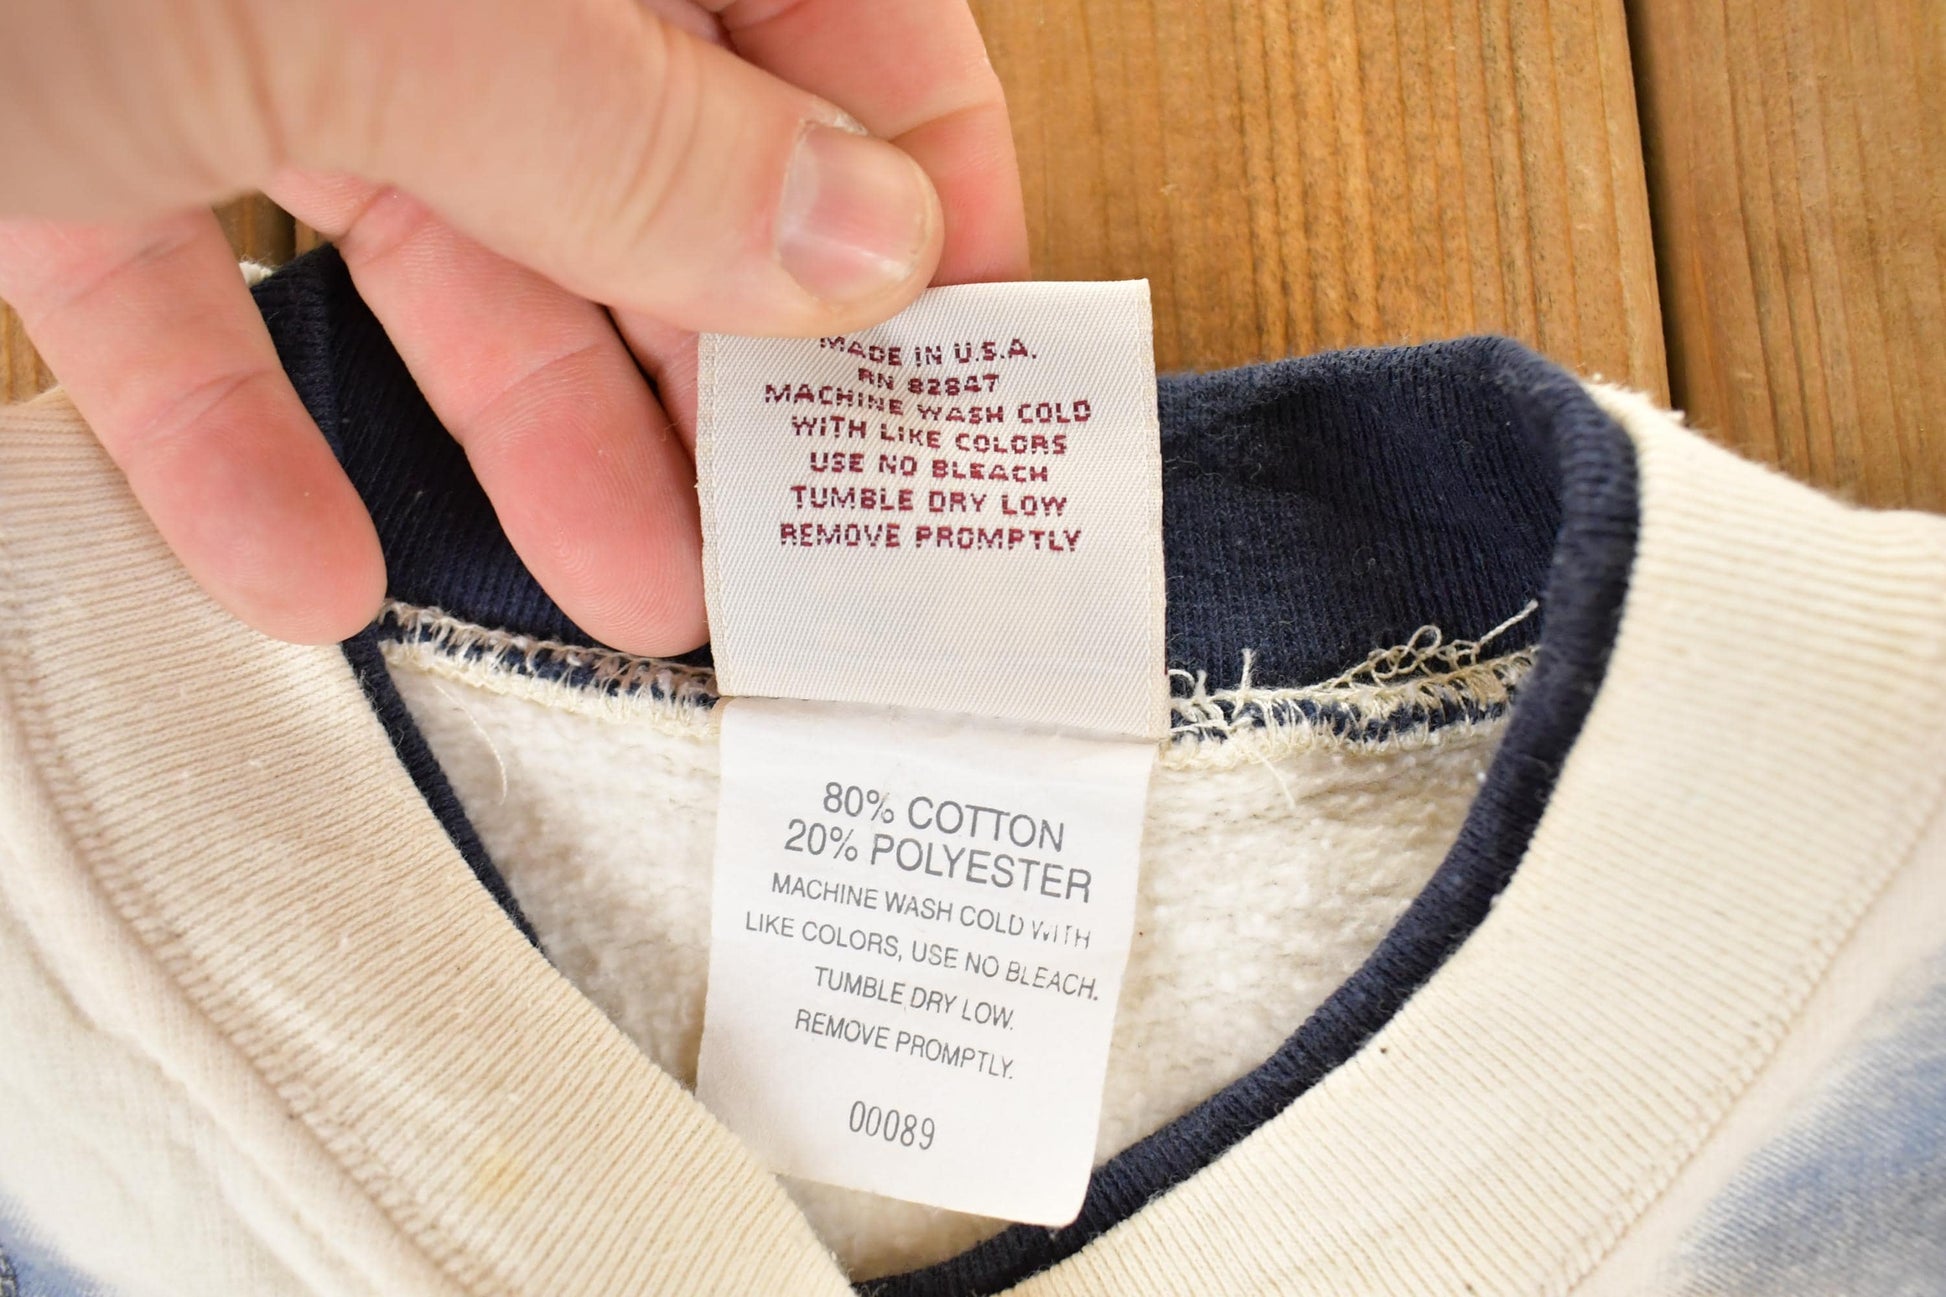 MADE IN U.S.A.
RN 82847
MACHINE WASH COLD
WITH LIKE COLORS
USE NO BLEACH
TUMBLE DRY LOW
REMOVE PROMPTLY
80% COTTON
20% POLYESTER
MACHINE WASH COLD WITH
LIKE COLORS, USE NO BLEACH.
TUMBLE DRY LOW.
REMOVE PROMPTLY.
00089